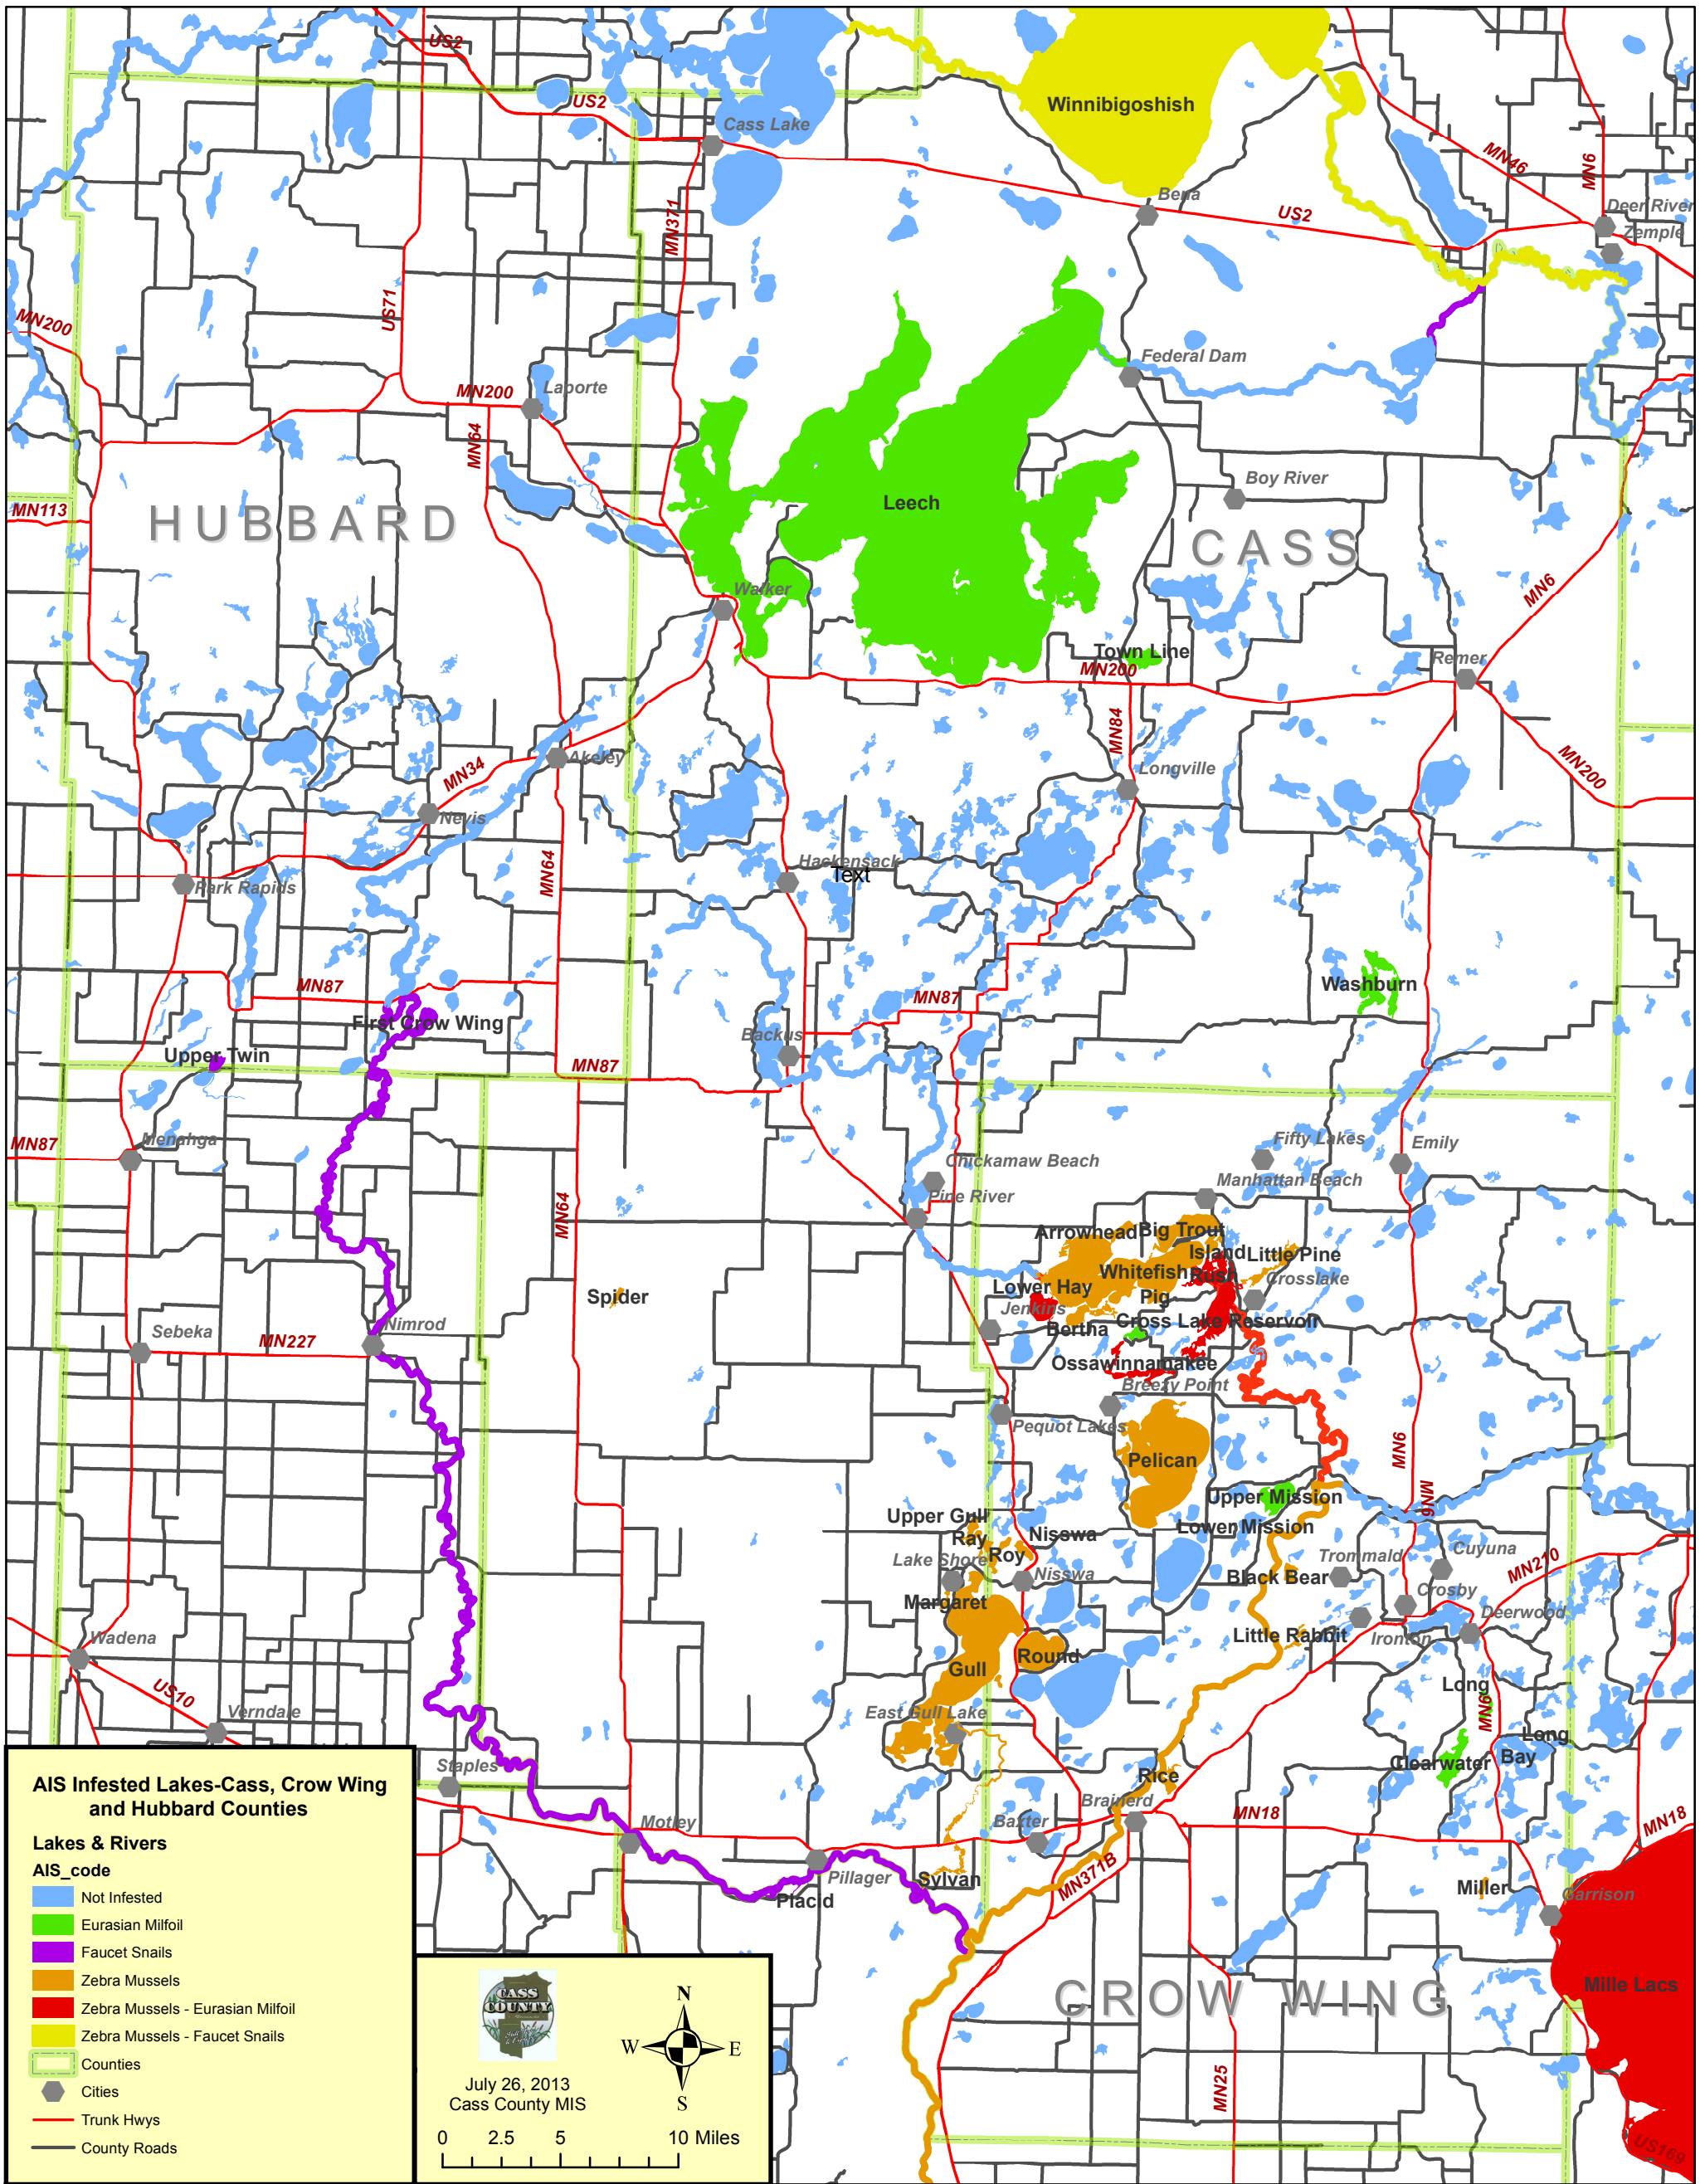 US2
US2
Cass Lake
Winnibigoshish
MN46
MN6
Bena
US2
Deer River
Zemple
MN371
US71
MN200
Federal Dam
MN200
Laporte
MN64
Leech
Boy River
MN113
HUBBARD
CASS
Walker
MN6
Town Line
MN200
Remer
MN84
MN200
Akeley
Longville
MN34
Nevis
MN64
Hackensack
Text
Park Rapids
Washburn
MN87
MN87
First Crow Wing
Backus
Upper Twin
MN87
MN87
Menahga
Fifty Lakes
Emily
Chickamaw Beach
Manhattan Beach
Pine River
MN64
Arrowhead
Big Trout
Island
Little Pine
Whitefish
Rush
Crosslake
Lower Hay
Pig
Spider
Jenkins
Cross Lake Reservoir
Bertha
Nimrod
Sebeka
MN227
Ossawinnamakee
Breezy Point
Pequot Lakes
MN6
Pelican
MN6
Upper Mission
Upper Gull
Lower Mission
Nisswa
Ray
Roy
Lake Shore
Nisswa
Trommald
Cuyuna
MN210
Black Bear
Crosby
Margaret
Deerwood
Little Rabbit
Ironton
Wadena
Round
Gull
Long
US10
MN6
Verndale
East Gull Lake
Long
Bay
Clearwater
Staples
Rice
Brainerd
MN18
MN18
Motley
Baxter
MN371B
Pillager
Sylvan
Placid
Miller
Garrison
Mille Lacs
CROW WING
MN25
US169
AIS Infested Lakes-Cass, Crow Wing
and Hubbard Counties
Lakes & Rivers
AIS_code
Not Infested
Eurasian Milfoil
Faucet Snails
Zebra Mussels
Zebra Mussels - Eurasian Milfoil
Zebra Mussels - Faucet Snails
Counties
Cities
Trunk Hwys
County Roads
CASS
COUNTY
N
W
E
S
July 26, 2013
Cass County MIS
0 2.5 5 10 Miles